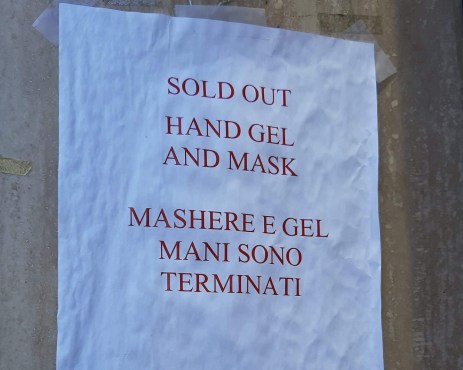 SOLD OUT
HAND GEL
AND MASK
MASHERE E GEL
MANI SONO
TERMINATI